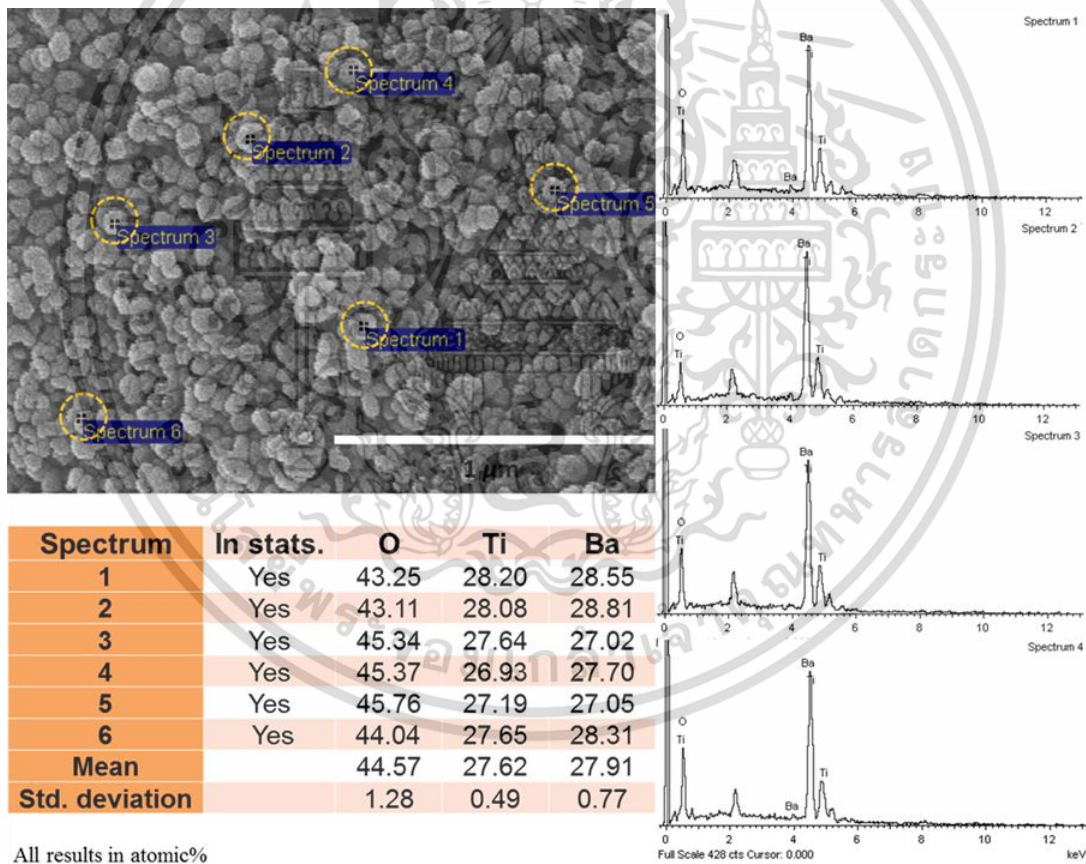 Spectrum 4
Spectrum 2
Spectrum 5
Spectrum 3
Spectrum 1
Spectrum 6
1 μm
Spectrum In stats. O Ti Ba
1 Yes 43.25 28.20 28.55
2 Yes 43.11 28.08 28.81
3 Yes 45.34 27.64 27.02
4 Yes 45.37 26.93 27.70
5 Yes 45.76 27.19 27.05
6 Yes 44.04 27.65 28.31
Mean 44.57 27.62 27.91
Std. deviation 1.28 0.49 0.77
All results in atomic%
Spectrum 1
Ba
Ti
O
Ti
Ti
Ba
0 2 4 6 8 10 12
Spectrum 2
Ba
Ti
O
Ti
Ti
0 2 4 6 8 10 12
Spectrum 3
Ba
Ti
O
Ti
Ti
0 2 4 6 8 10 12
Spectrum 4
Ba
Ti
O
Ti
Ti
Ba
0 2 4 6 8 10 12
Full Scale 428 cts Cursor: 0.000 keV